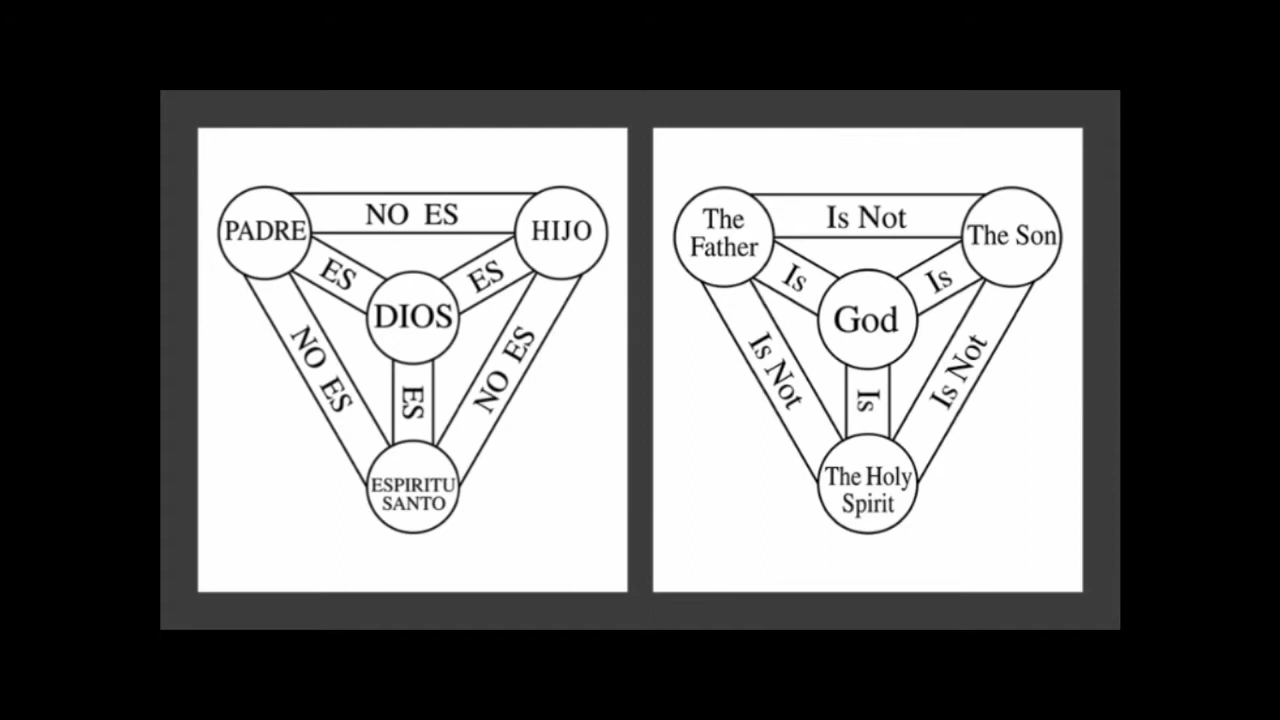 NO ES
PADRE
HIJO
ES
ES
DIOS
NO ES
NO ES
ES
ESPIRITU
SANTO
The
Father
Is Not
The Son
Is
Is
God
Is Not
Is Not
Is
The Holy
Spirit